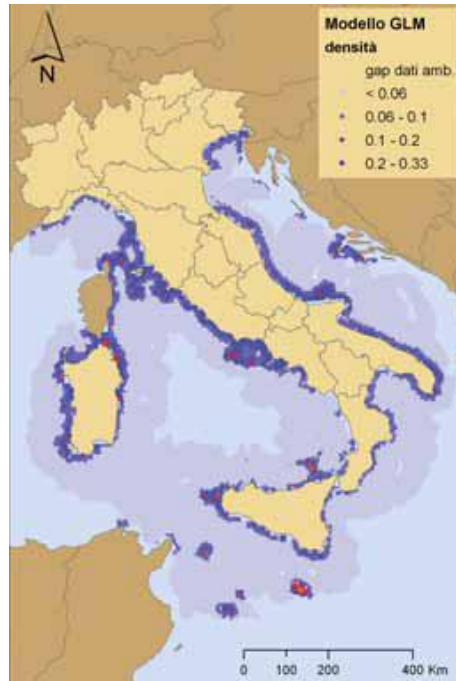 Modello GLM
densità
gap dati amb.
< 0.06
0.06 - 0.1
0.1 - 0.2
0.2 - 0.33
N
0 100 200 400 Km